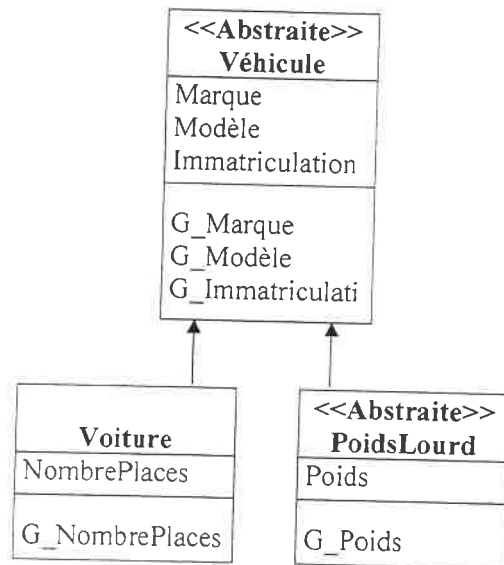 <<Abstraite>>
Véhicule
Marque
Modèle
Immatriculation
G_Marque
G_Modèle
G_Immatriculati
Voiture
NombrePlaces
G_NombrePlaces
<<Abstraite>>
PoidsLourd
Poids
G_Poids